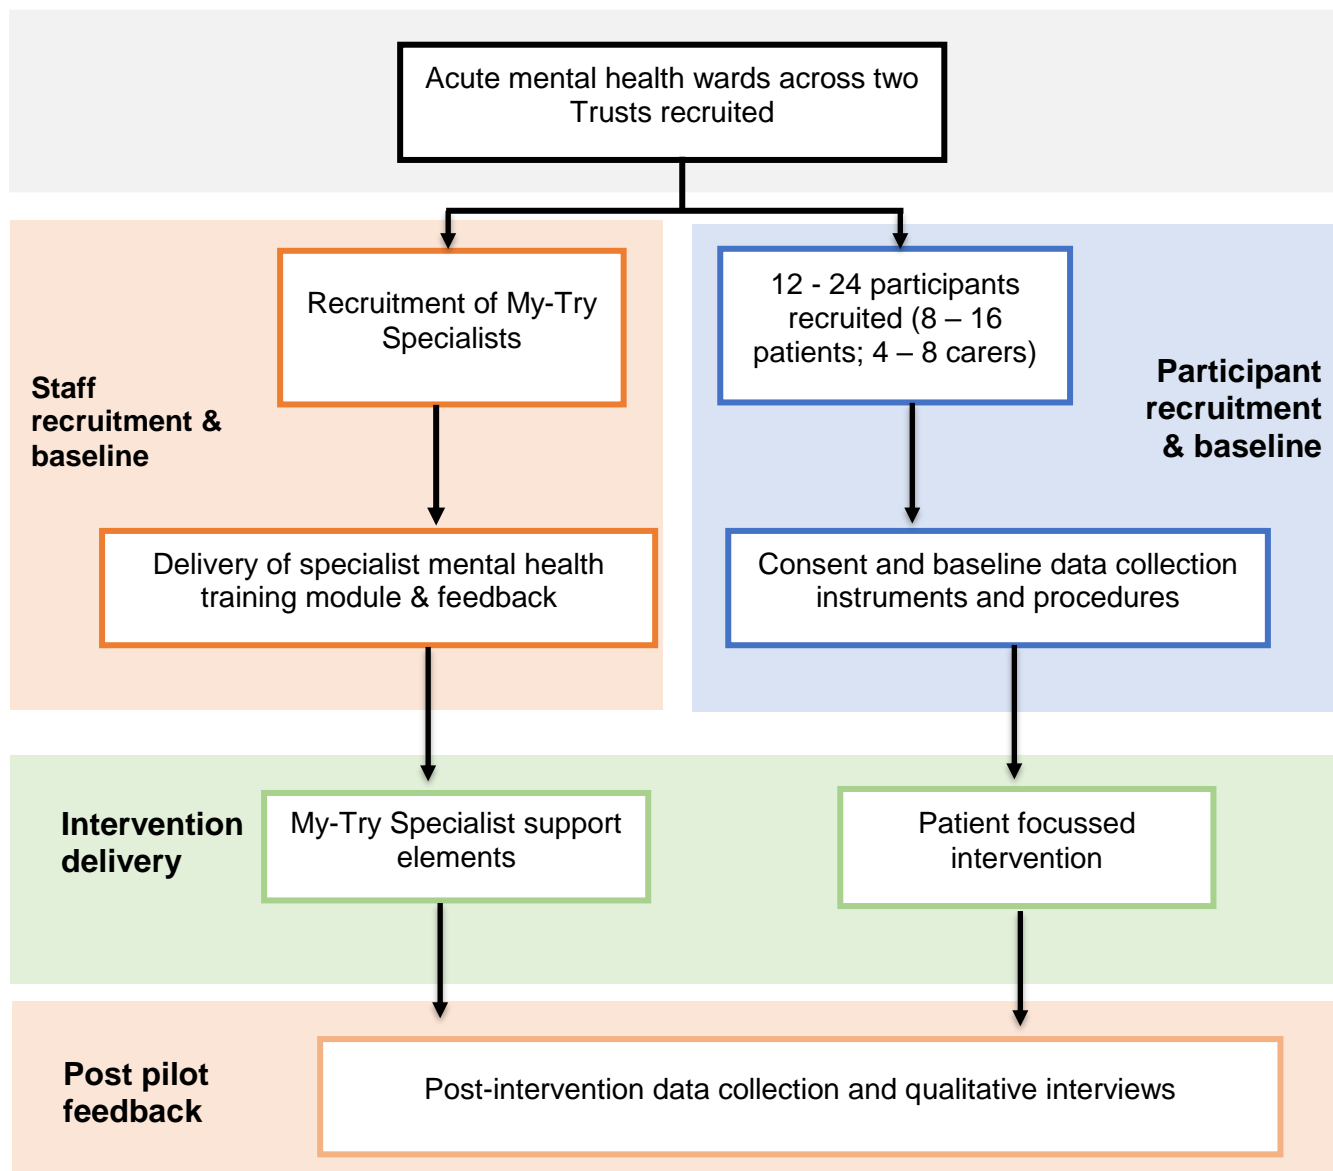 Acute mental health wards across two
Trusts recruited
Recruitment of My-Try
Specialists
12 - 24 participants
recruited (8 – 16
patients; 4 – 8 carers)
Staff
recruitment &
baseline
Participant
recruitment
& baseline
Delivery of specialist mental health
training module & feedback
Consent and baseline data collection
instruments and procedures
Intervention
delivery
My-Try Specialist support
elements
Patient focussed
intervention
Post pilot
feedback
Post-intervention data collection and qualitative interviews